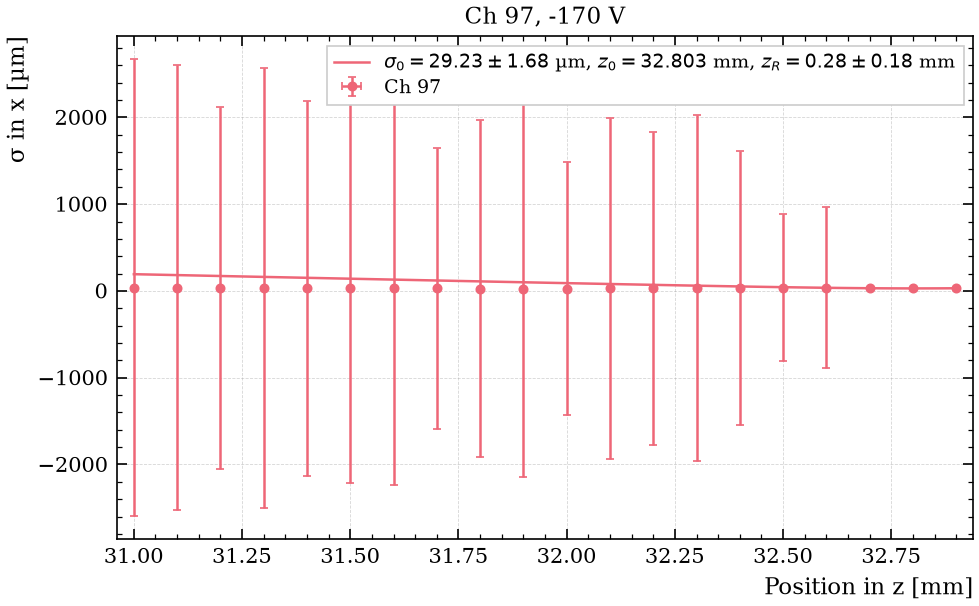 Ch 97, -170 V
σ in x [µm]
σ₀ = 29.23 ± 1.68 µm, z₀ = 32.803 mm, z_R = 0.28 ± 0.18 mm
Ch 97
2000
1000
0
−1000
−2000
31.00 31.25 31.50 31.75 32.00 32.25 32.50 32.75
Position in z [mm]